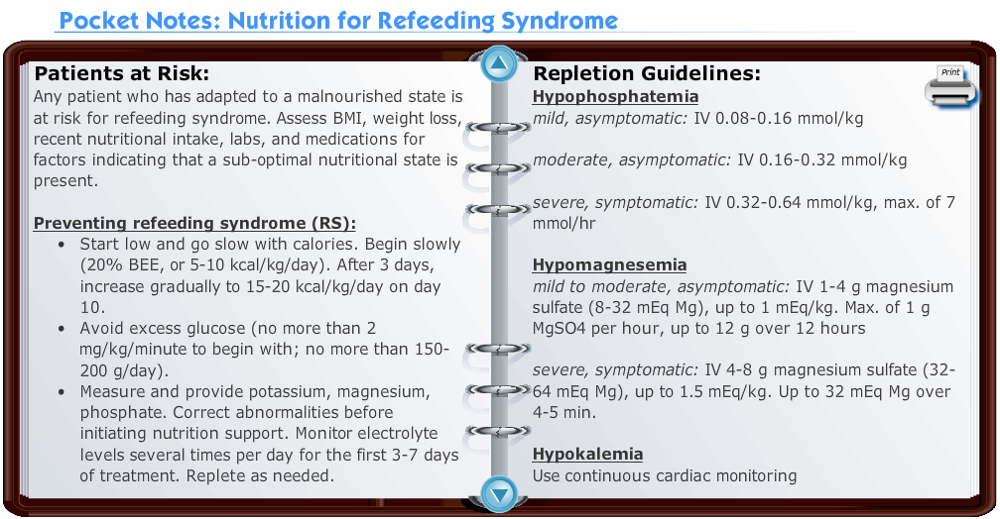 Pocket Notes: Nutrition for Refeeding Syndrome
Patients at Risk:
Any patient who has adapted to a malnourished state is
at risk for refeeding syndrome. Assess BMI, weight loss,
recent nutritional intake, labs, and medications for
factors indicating that a sub-optimal nutritional state is
present.
Preventing refeeding syndrome (RS):
• Start low and go slow with calories. Begin slowly
(20% BEE, or 5-10 kcal/kg/day). After 3 days,
increase gradually to 15-20 kcal/kg/day on day
10.
• Avoid excess glucose (no more than 2
mg/kg/minute to begin with; no more than 150-
200 g/day).
• Measure and provide potassium, magnesium,
phosphate. Correct abnormalities before
initiating nutrition support. Monitor electrolyte
levels several times per day for the first 3-7 days
of treatment. Replete as needed.
Repletion Guidelines:
Print
Hypophosphatemia
mild, asymptomatic: IV 0.08-0.16 mmol/kg
moderate, asymptomatic: IV 0.16-0.32 mmol/kg
severe, symptomatic: IV 0.32-0.64 mmol/kg, max. of 7
mmol/hr
Hypomagnesemia
mild to moderate, asymptomatic: IV 1-4 g magnesium
sulfate (8-32 mEq Mg), up to 1 mEq/kg. Max. of 1 g
MgSO4 per hour, up to 12 g over 12 hours
severe, symptomatic: IV 4-8 g magnesium sulfate (32-
64 mEq Mg), up to 1.5 mEq/kg. Up to 32 mEq Mg over
4-5 min.
Hypokalemia
Use continuous cardiac monitoring